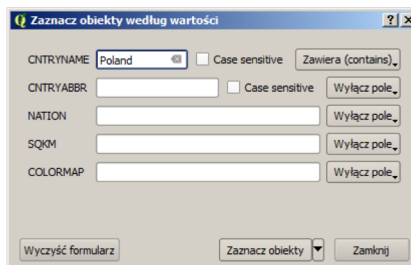 Zaznacz obiekty według wartości
CNTRYNAME Poland Case sensitive Zawiera (contains)
CNTRYABBR Case sensitive Wyłącz pole
NATION Wyłącz pole
SQKM Wyłącz pole
COLORMAP Wyłącz pole
Wyczyść formularz Zaznacz obiekty Zamknij